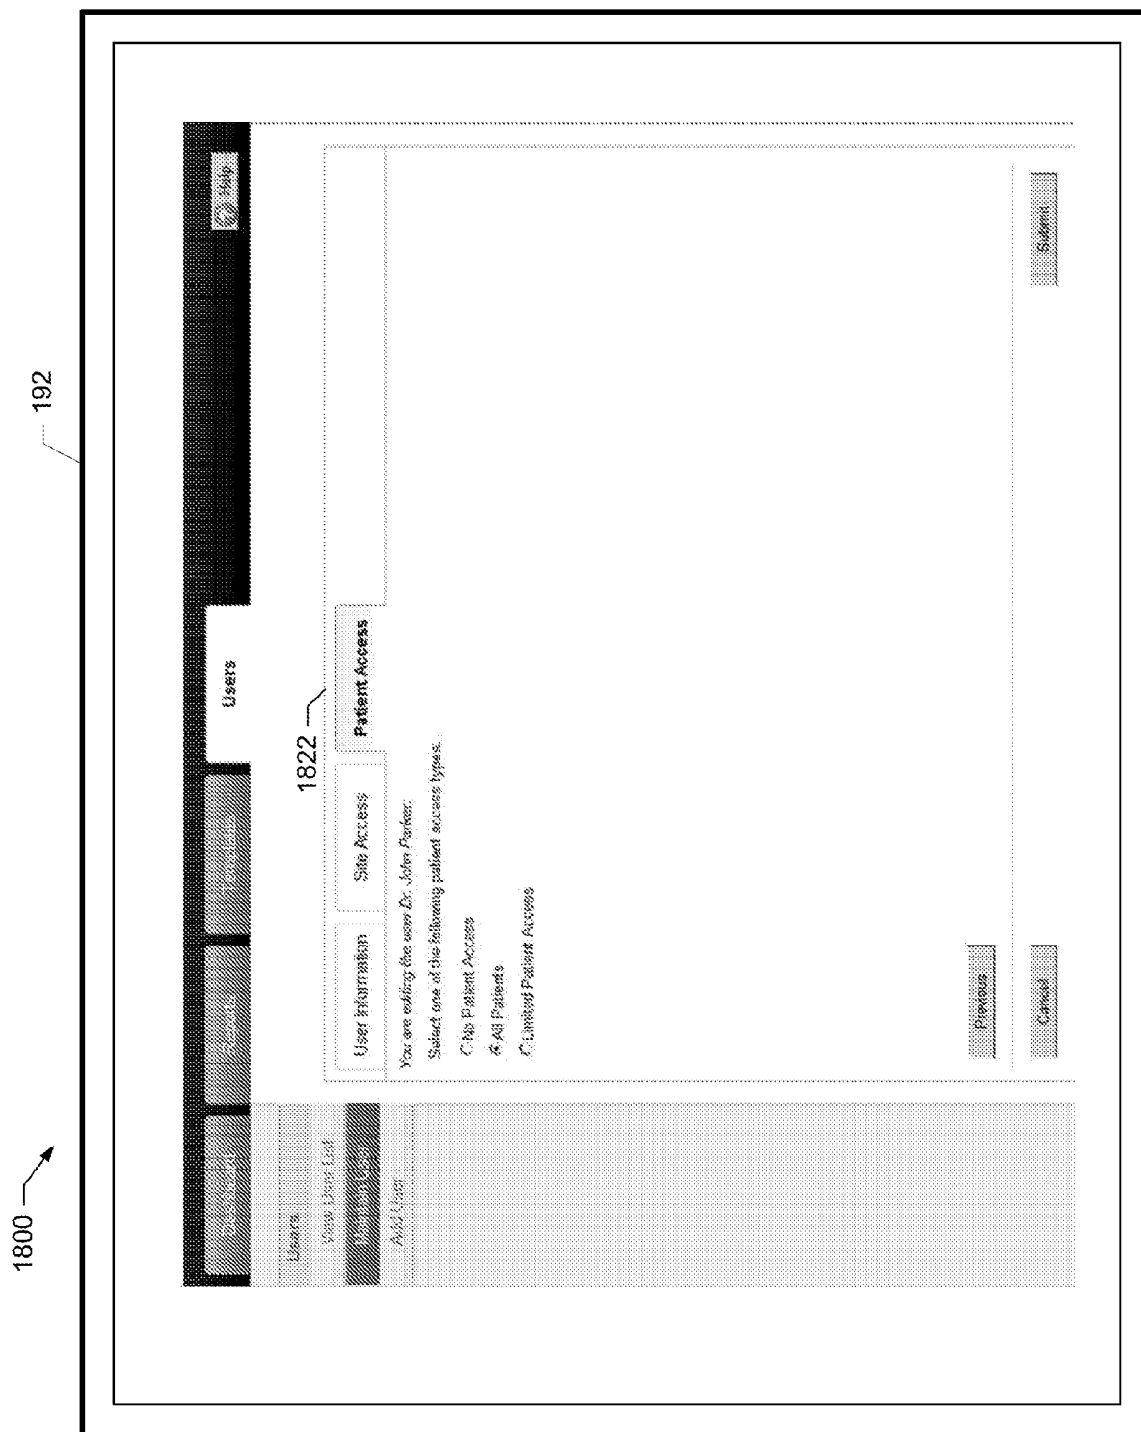 1800
192
Help
Users
Users
View User List
Add User
1822
User Information
Site Access
Patient Access
You are editing the user Dr. John Parker.
Select one of the following patient access types:
No Patient Access
All Patients
Limited Patient Access
Previous
Cancel
Submit